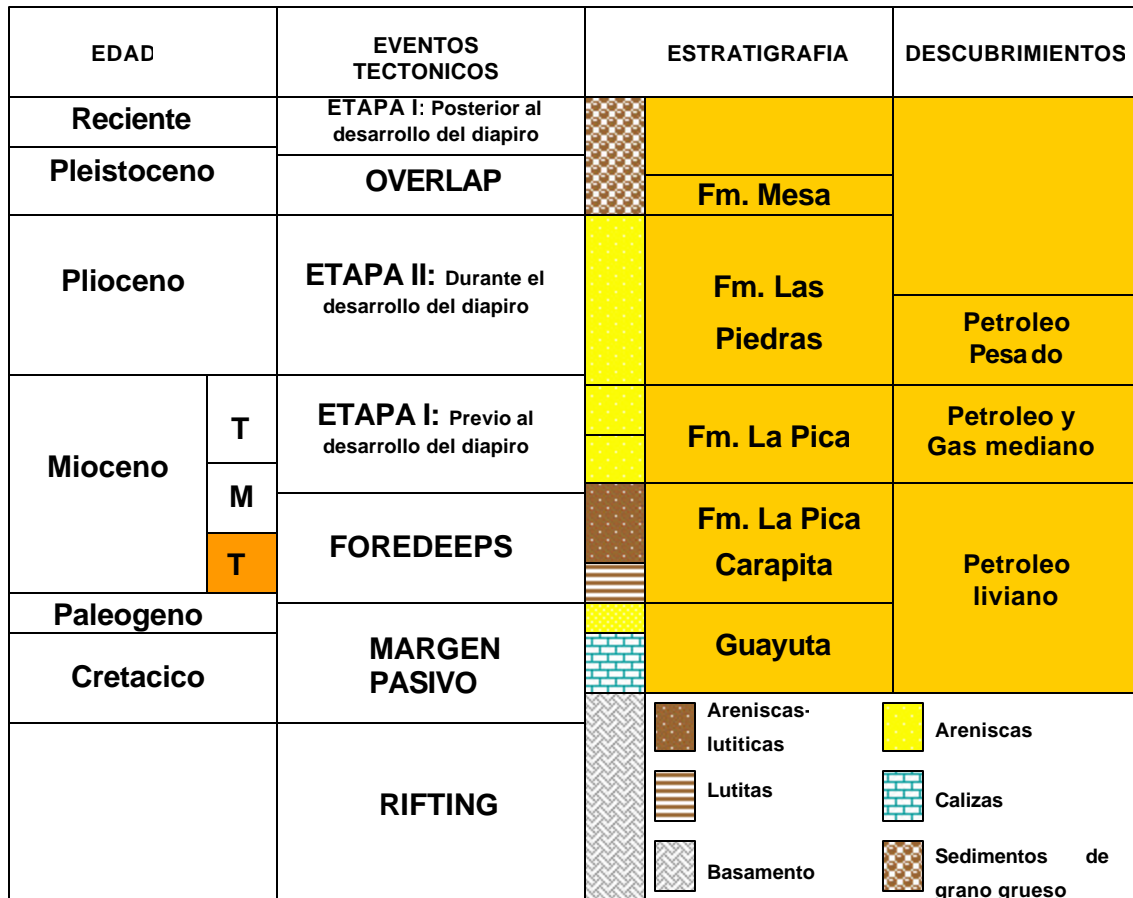 EDAD
EVENTOS
TECTONICOS
ESTRATIGRAFIA
DESCUBRIMIENTOS
Reciente
ETAPA I: Posterior al
desarrollo del diapiro
Pleistoceno
OVERLAP
Fm. Mesa
Plioceno
ETAPA II: Durante el
desarrollo del diapiro
Fm. Las
Piedras
Petroleo
Pesado
Mioceno
T
M
T
ETAPA I: Previo al
desarrollo del diapiro
Fm. La Pica
Petroleo y
Gas mediano
FOREDEEPS
Fm. La Pica
Carapita
Petroleo
liviano
Paleogeno
Cretacico
MARGEN
PASIVO
Guayuta
RIFTING
Areniscas-
lutiticas
Areniscas
Lutitas
Calizas
Basamento
Sedimentos de
grano grueso